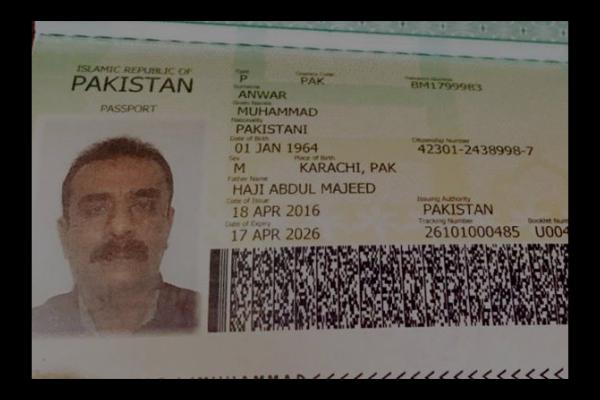 ISLAMIC REPUBLIC OF
PAKISTAN
PASSPORT
Type Country Code Passport Number
P PAK BM1799983
Surname
ANWAR
Given Names
MUHAMMAD
Nationality
PAKISTANI
Date of Birth Citizenship Number
01 JAN 1964 42301-2438998-7
Sex Place of Birth
M KARACHI, PAK
Father Name
HAJI ABDUL MAJEED
Date of Issue Issuing Authority
18 APR 2016 PAKISTAN
Date of Expiry Tracking Number Booklet Num
17 APR 2026 26101000485 U004